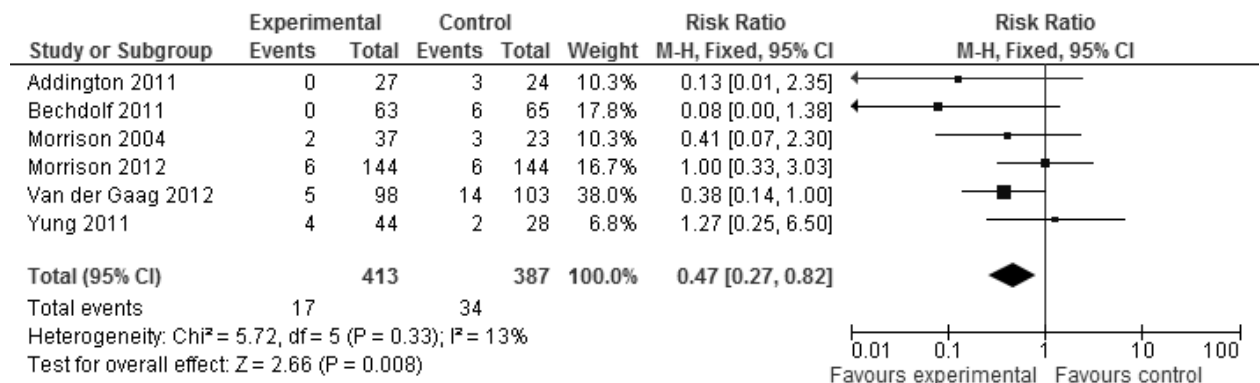 Experimental Control Risk Ratio Risk Ratio
Study or Subgroup Events Total Events Total Weight M-H, Fixed, 95% CI M-H, Fixed, 95% CI
Addington 2011 0 27 3 24 10.3% 0.13 [0.01, 2.35]
Bechdolf 2011 0 63 6 65 17.8% 0.08 [0.00, 1.38]
Morrison 2004 2 37 3 23 10.3% 0.41 [0.07, 2.30]
Morrison 2012 6 144 6 144 16.7% 1.00 [0.33, 3.03]
Van der Gaag 2012 5 98 14 103 38.0% 0.38 [0.14, 1.00]
Yung 2011 4 44 2 28 6.8% 1.27 [0.25, 6.50]
Total (95% CI) 413 387 100.0% 0.47 [0.27, 0.82]
Total events 17 34
Heterogeneity: Chi² = 5.72, df = 5 (P = 0.33); I² = 13%
Test for overall effect: Z = 2.66 (P = 0.008)
0.01 0.1 1 10 100
Favours experimental Favours control